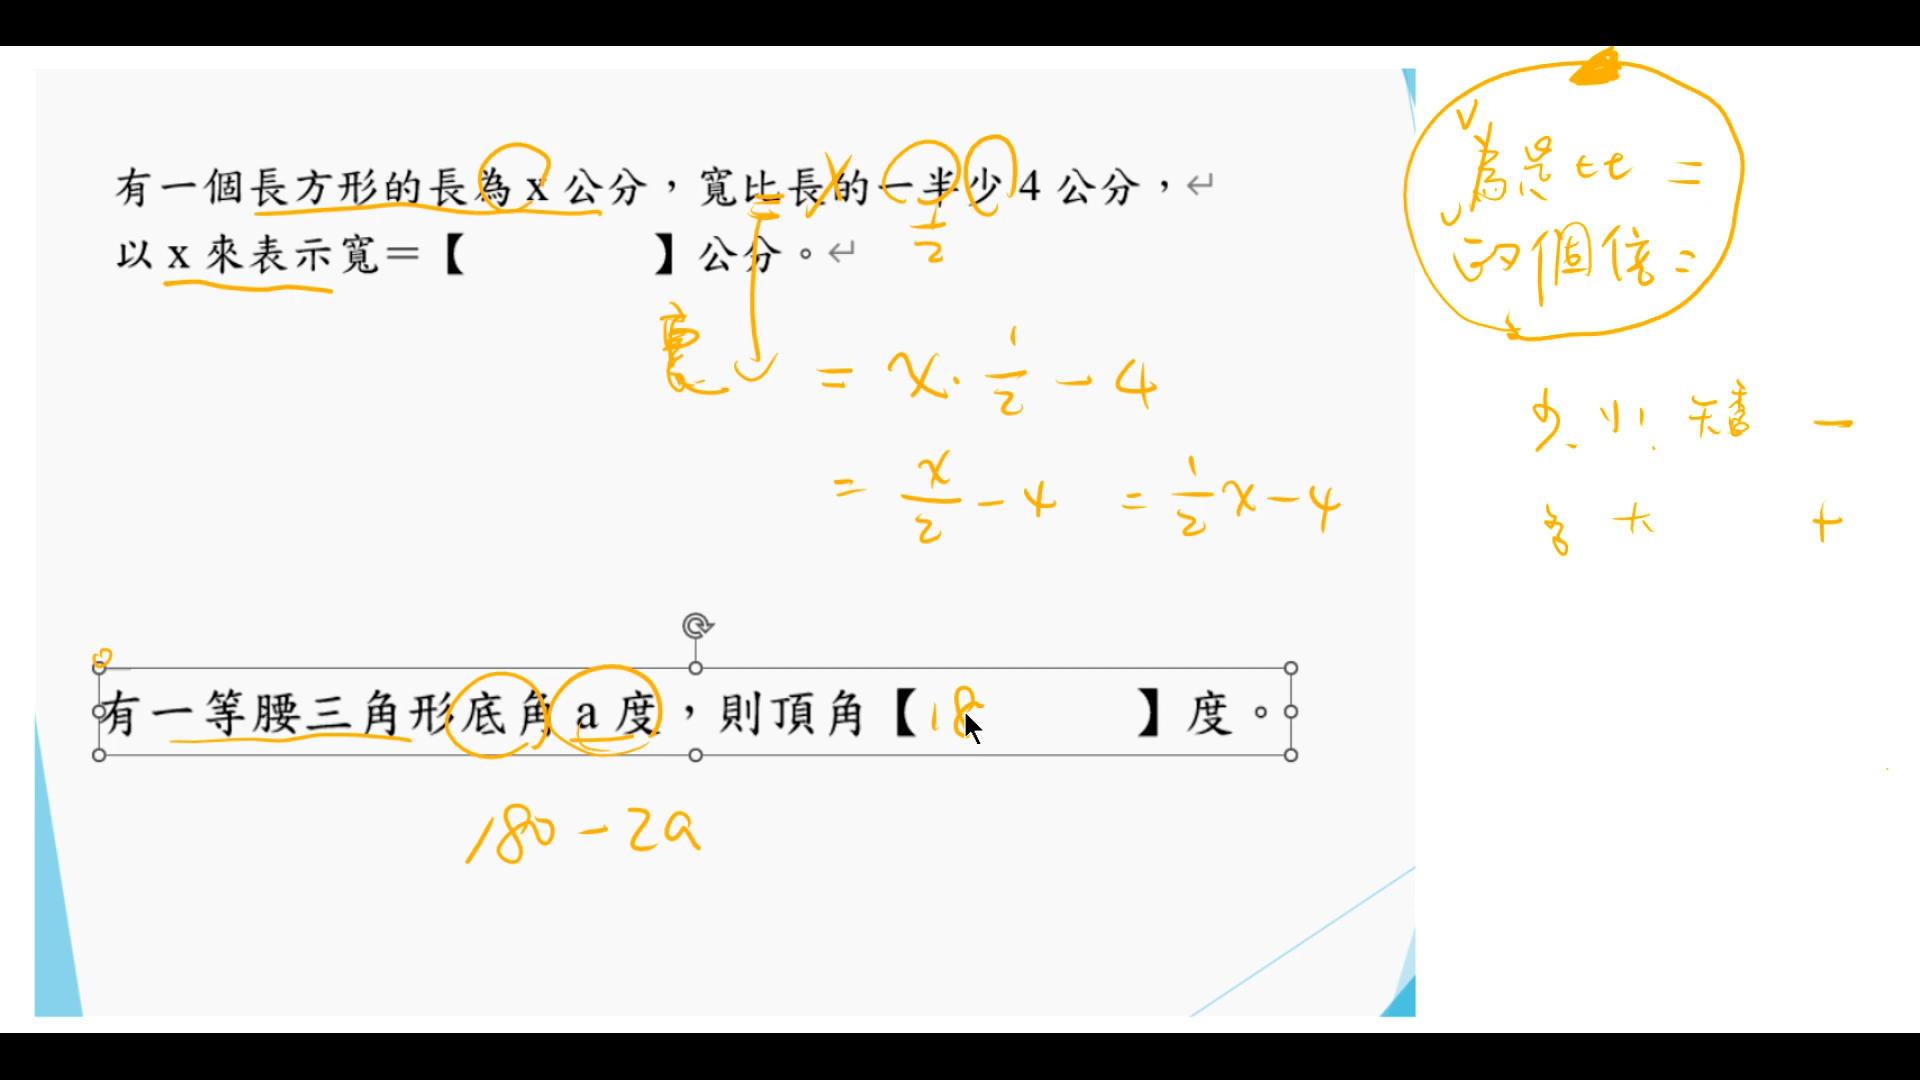 有一個長方形的長為 x 公分，寬比長的一半少 4 公分，
以 x 來表示寬＝【 】公分。
x
1/2
=
寬 = x · 1/2 - 4
= x/2 - 4 = 1/2 x - 4
有一等腰三角形底角 a 度，則頂角【18 】度。
180 - 2a
為是比 =
的個倍 =
少 小 矮 -
多 大 +